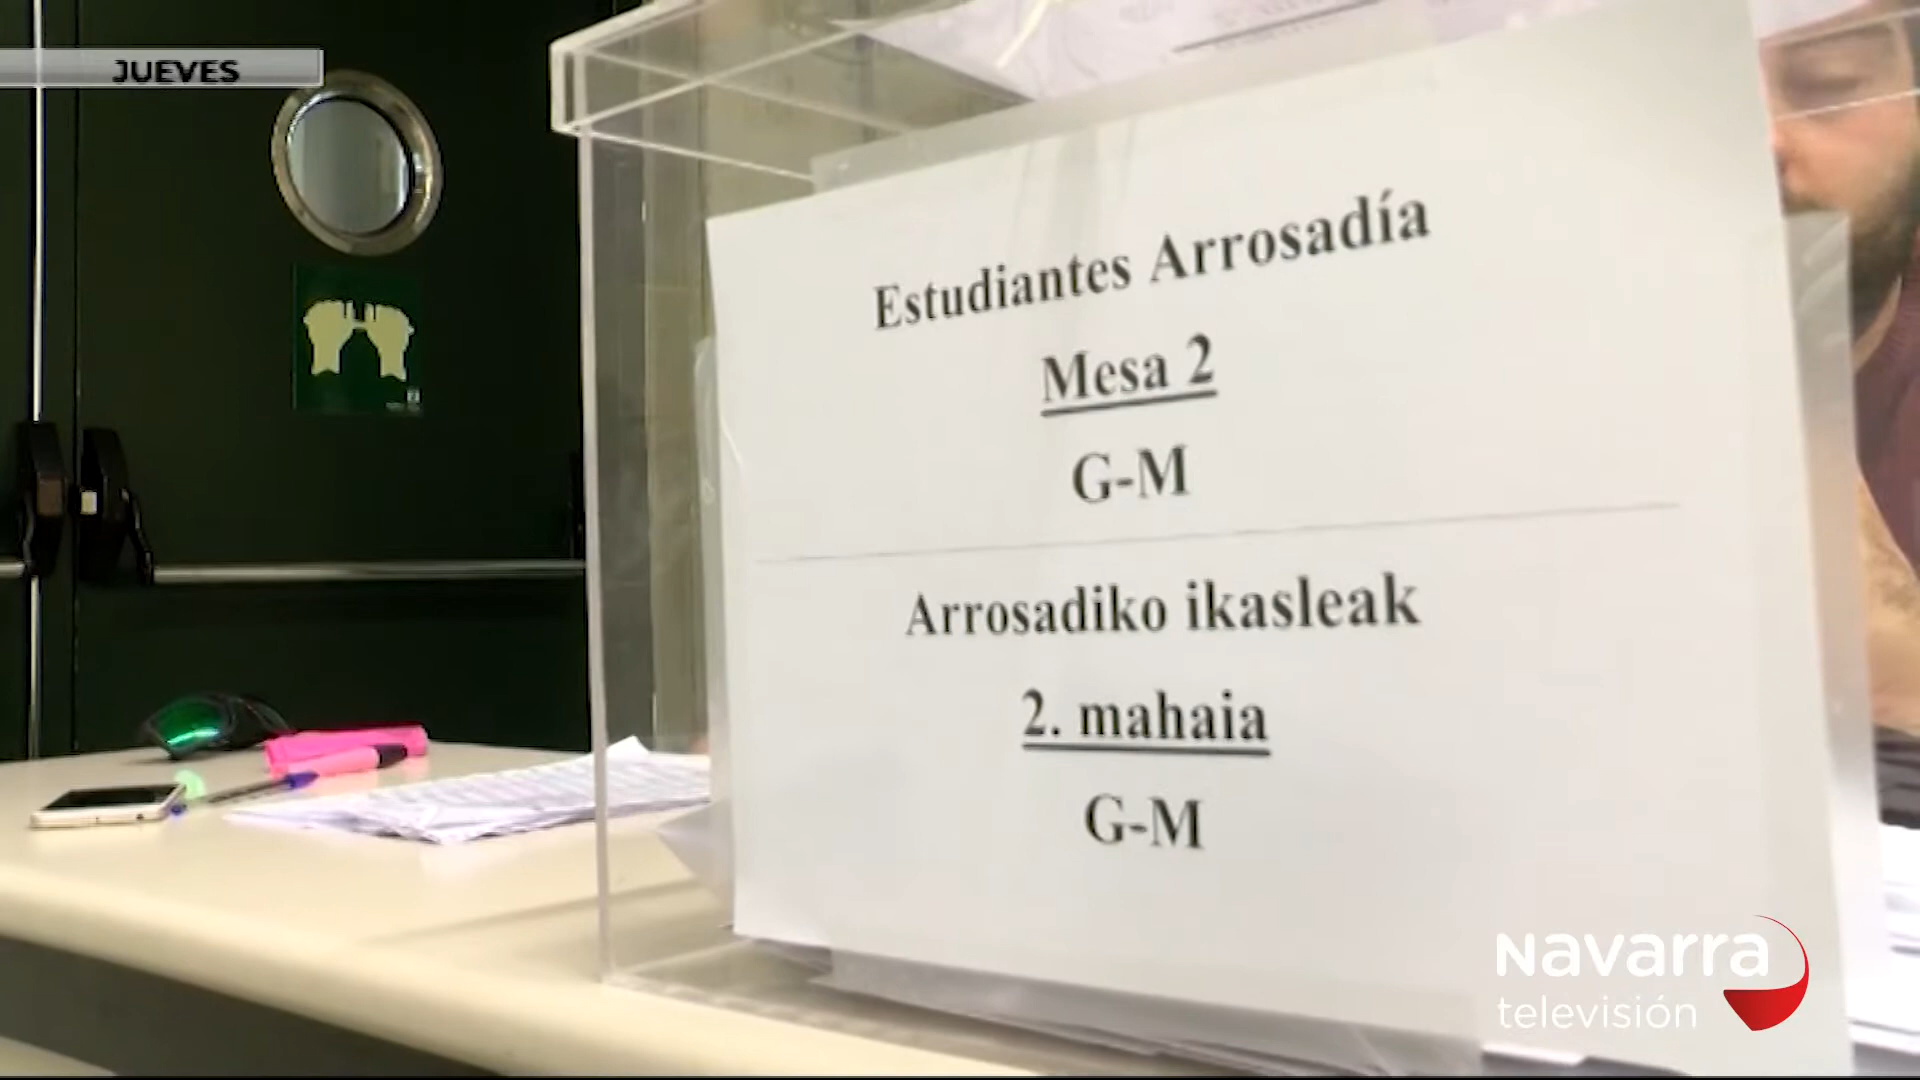 JUEVES
Estudiantes Arrosadía
Mesa 2
G-M
Arrosadiko ikasleak
2. mahaia
G-M
Navarra
televisión